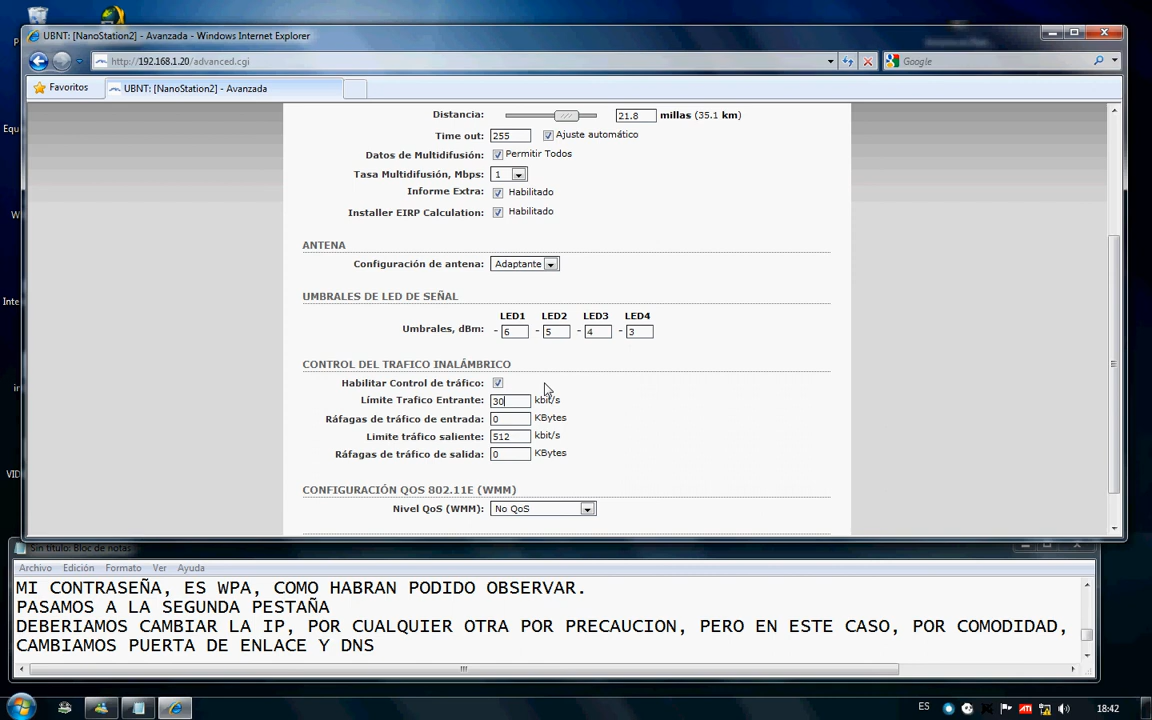 UBNT: [NanoStation2] - Avanzada - Windows Internet Explorer
http://192.168.1.20/advanced.cgi
Google
Favoritos
UBNT: [NanoStation2] - Avanzada
Distancia: 21.8 millas (35.1 km)
Time out: 255 Ajuste automático
Datos de Multidifusión: Permitir Todos
Tasa Multidifusión, Mbps: 1
Informe Extra: Habilitado
Installer EIRP Calculation: Habilitado
ANTENA
Configuración de antena: Adaptante
UMBRALES DE LED DE SEÑAL
LED1 LED2 LED3 LED4
Umbrales, dBm: - 6 - 5 - 4 - 3
CONTROL DEL TRAFICO INALÁMBRICO
Habilitar Control de tráfico:
Límite Trafico Entrante: 30 kbit/s
Ráfagas de tráfico de entrada: 0 KBytes
Limite tráfico saliente: 512 kbit/s
Ráfagas de tráfico de salida: 0 KBytes
CONFIGURACIÓN QOS 802.11E (WMM)
Nivel QoS (WMM): No QoS
Equ
W
Inte
in
VID
Sin título: Bloc de notas
Archivo Edición Formato Ver Ayuda
MI CONTRASEÑA, ES WPA, COMO HABRAN PODIDO OBSERVAR.
PASAMOS A LA SEGUNDA PESTAÑA
DEBERIAMOS CAMBIAR LA IP, POR CUALQUIER OTRA POR PRECAUCION, PERO EN ESTE CASO, POR COMODIDAD,
CAMBIAMOS PUERTA DE ENLACE Y DNS
ES
ATI
18:42